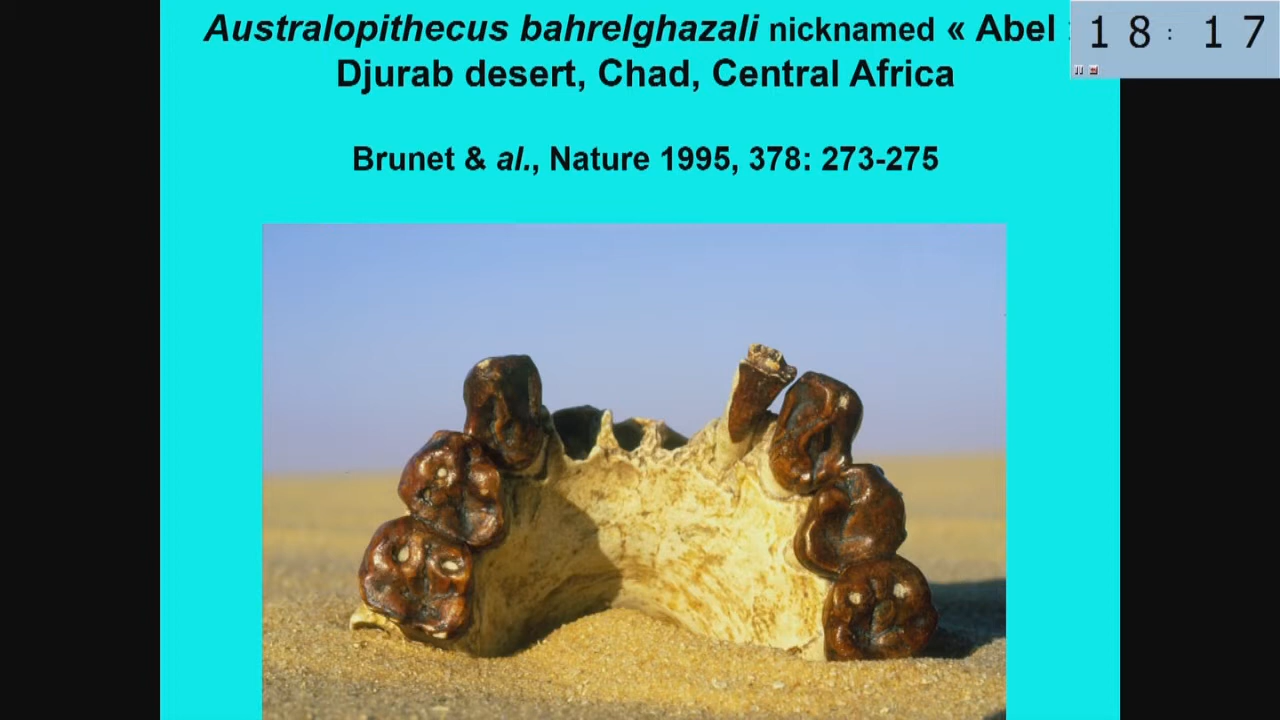 Australopithecus bahrelghazali nicknamed « Abel
18: 17
Djurab desert, Chad, Central Africa
Brunet & al., Nature 1995, 378: 273-275